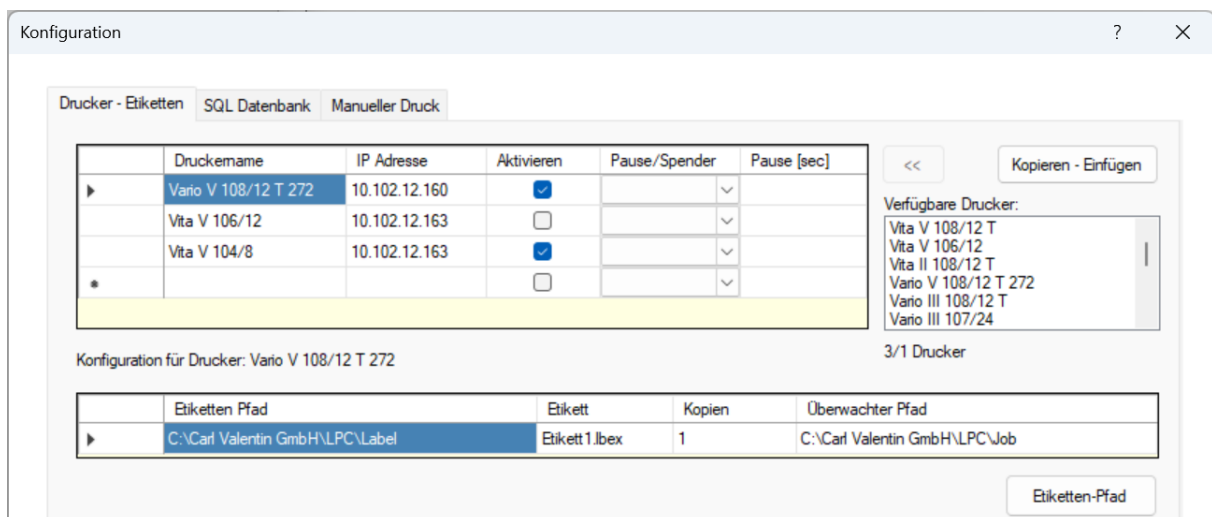 Konfiguration ? ✕
Drucker - Etiketten SQL Datenbank Manueller Druck
Druckername IP Adresse Aktivieren Pause/Spender Pause [sec]
<< Kopieren - Einfügen
Vario V 108/12 T 272 10.102.12.160
Vita V 106/12 10.102.12.163
Vita V 104/8 10.102.12.163
Verfügbare Drucker:
Vita V 108/12 T
Vita V 106/12
Vita II 108/12 T
Vario V 108/12 T 272
Vario III 108/12 T
Vario III 107/24
3/1 Drucker
Konfiguration für Drucker: Vario V 108/12 T 272
Etiketten Pfad Etikett Kopien Überwachter Pfad
C:\Carl Valentin GmbH\LPC\Label Etikett1.lbex 1 C:\Carl Valentin GmbH\LPC\Job
Etiketten-Pfad